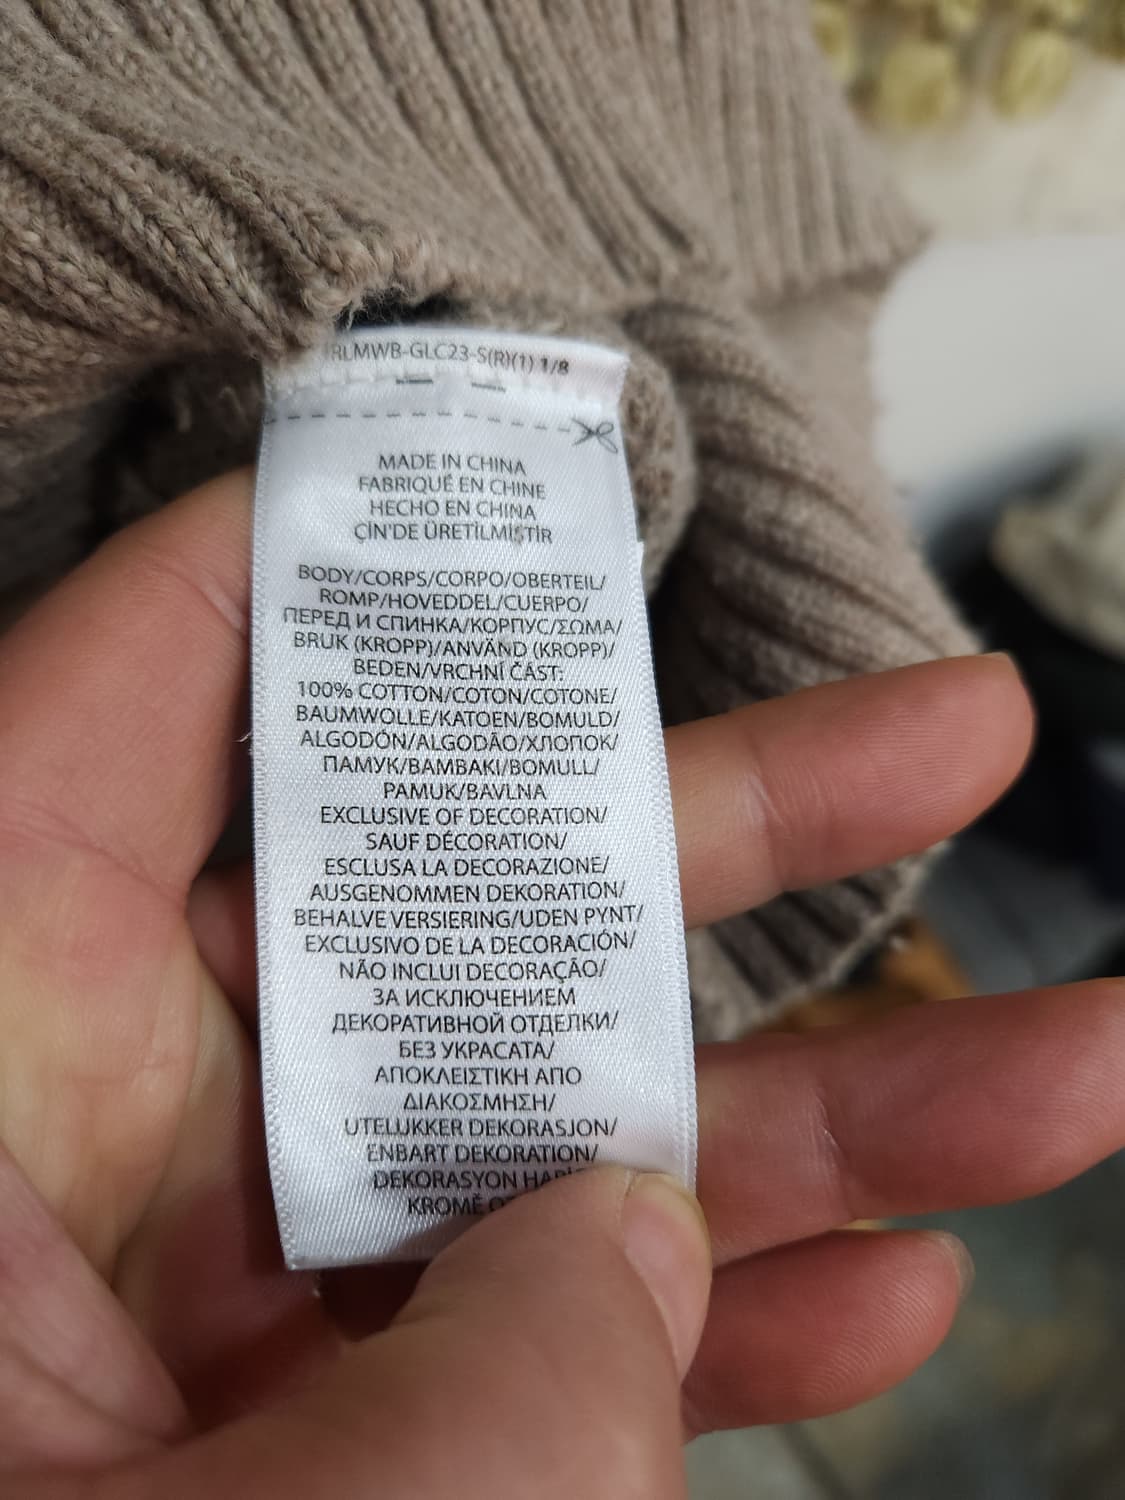 RLMWB-GLC23-S(R)(1) 1/8
MADE IN CHINA
FABRIQUÉ EN CHINE
HECHO EN CHINA
ÇİN'DE ÜRETİLMİŞTİR
BODY/CORPS/CORPO/OBERTEIL/
ROMP/HOVEDDEL/CUERPO/
ПЕРЕД И СПИНКА/КОРПУС/ΣΩΜΑ/
BRUK (KROPP)/ANVÄND (KROPP)/
BEDEN/VRCHNÍ ČÁST:
100% COTTON/COTON/COTONE/
BAUMWOLLE/KATOEN/BOMULD/
ALGODÓN/ALGODÃO/ХЛОПОК/
ПАМУК/ΒΑΜΒΑΚΙ/BOMULL/
PAMUK/BAVLNA
EXCLUSIVE OF DECORATION/
SAUF DÉCORATION/
ESCLUSA LA DECORAZIONE/
AUSGENOMMEN DEKORATION/
BEHALVE VERSIERING/UDEN PYNT/
EXCLUSIVO DE LA DECORACIÓN/
NÃO INCLUI DECORAÇÃO/
ЗА ИСКЛЮЧЕНИЕМ
ДЕКОРАТИВНОЙ ОТДЕЛКИ/
БЕЗ УКРАСАТА/
ΑΠΟΚΛΕΙΣΤΙΚΗ ΑΠΟ
ΔΙΑΚΟΣΜΗΣΗ/
UTELUKKER DEKORASJON/
ENBART DEKORATION/
DEKORASYON
KROMĚ